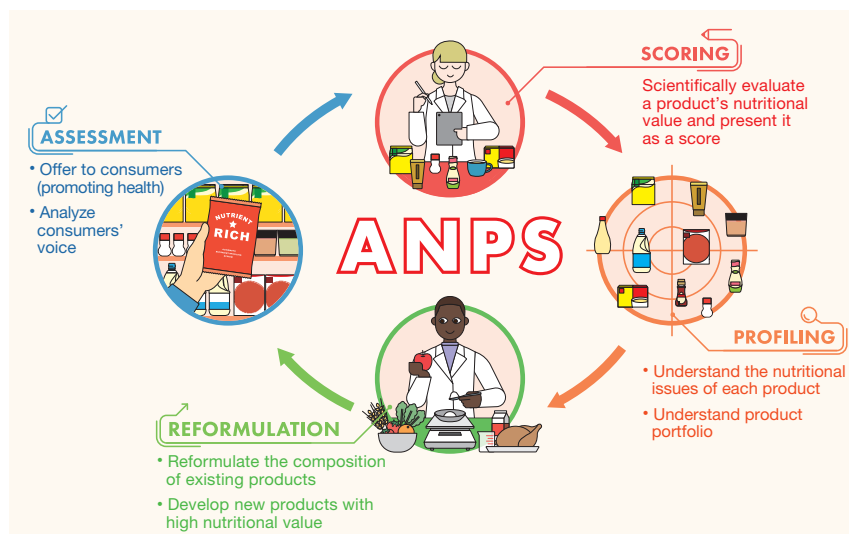 SCORING
Scientifically evaluate
a product's nutritional
value and present it
as a score
ASSESSMENT
• Offer to consumers
(promoting health)
• Analyze
consumers'
voice
NUTRIENT
RICH
ANPS
PROFILING
• Understand the nutritional
issues of each product
• Understand product
portfolio
REFORMULATION
• Reformulate the composition
of existing products
• Develop new products with
high nutritional value